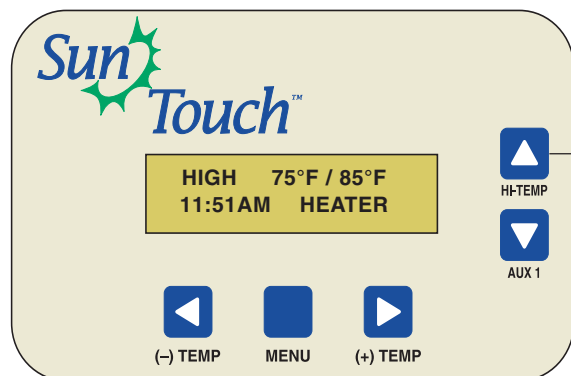 Sun
Touch™
HIGH 75°F / 85°F
11:51AM HEATER
HI-TEMP
AUX 1
(–) TEMP MENU (+) TEMP